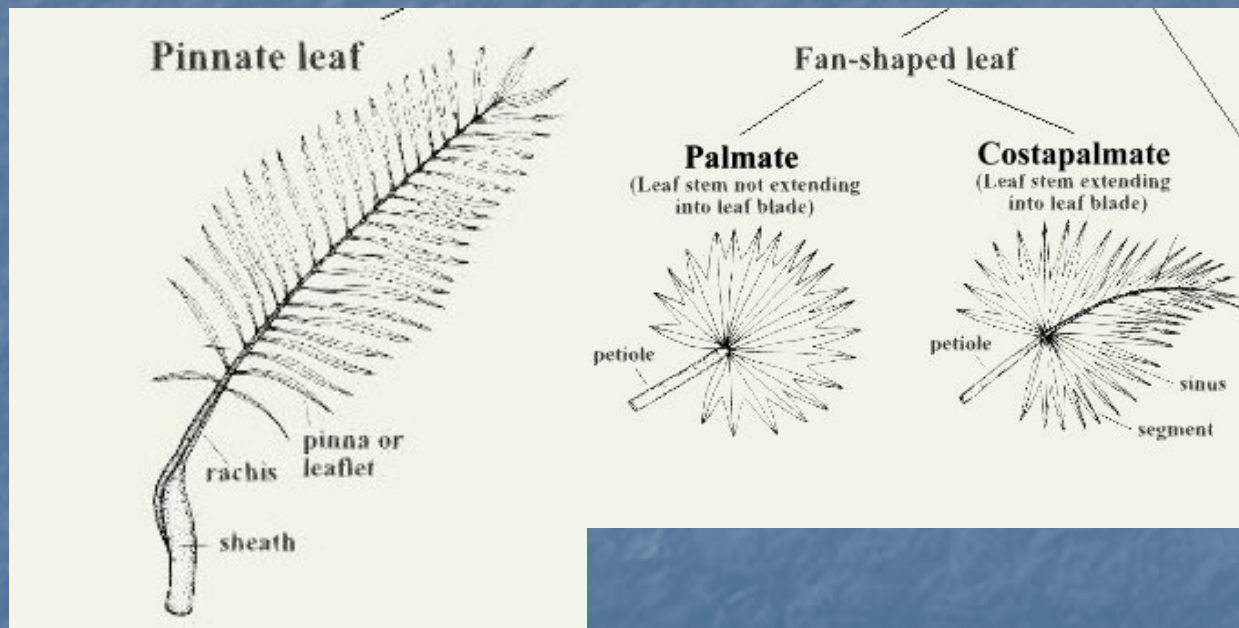 Pinnate leaf
pinna or
leaflet
rachis
sheath
Fan-shaped leaf
Palmate
(Leaf stem not extending
into leaf blade)
petiole
Costapalmate
(Leaf stem extending
into leaf blade)
petiole
sinus
segment